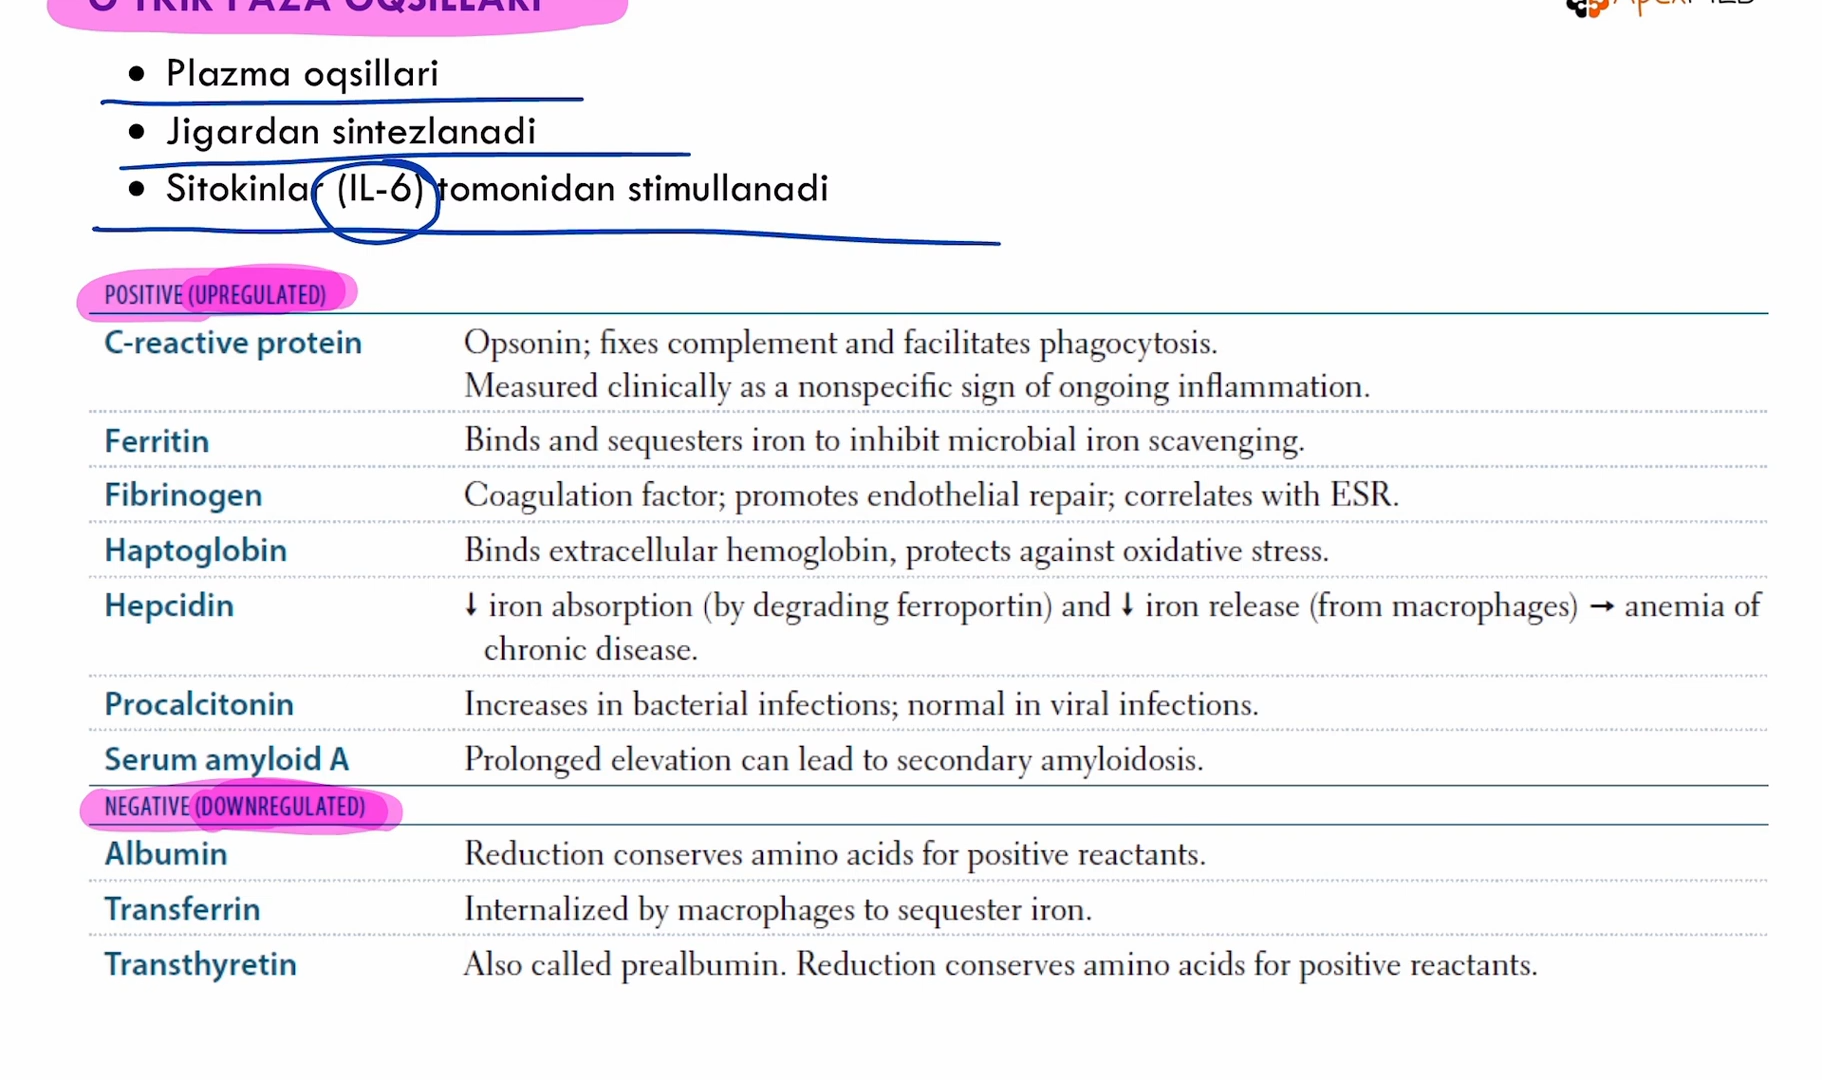 O'TKIR FAZA OQSILLARI
ApexMED
• Plazma oqsillari
• Jigardan sintezlanadi
• Sitokinlar (IL-6) tomonidan stimullanadi
POSITIVE (UPREGULATED)
C-reactive protein Opsonin; fixes complement and facilitates phagocytosis.
Measured clinically as a nonspecific sign of ongoing inflammation.
Ferritin Binds and sequesters iron to inhibit microbial iron scavenging.
Fibrinogen Coagulation factor; promotes endothelial repair; correlates with ESR.
Haptoglobin Binds extracellular hemoglobin, protects against oxidative stress.
Hepcidin ↓ iron absorption (by degrading ferroportin) and ↓ iron release (from macrophages) → anemia of
chronic disease.
Procalcitonin Increases in bacterial infections; normal in viral infections.
Serum amyloid A Prolonged elevation can lead to secondary amyloidosis.
NEGATIVE (DOWNREGULATED)
Albumin Reduction conserves amino acids for positive reactants.
Transferrin Internalized by macrophages to sequester iron.
Transthyretin Also called prealbumin. Reduction conserves amino acids for positive reactants.